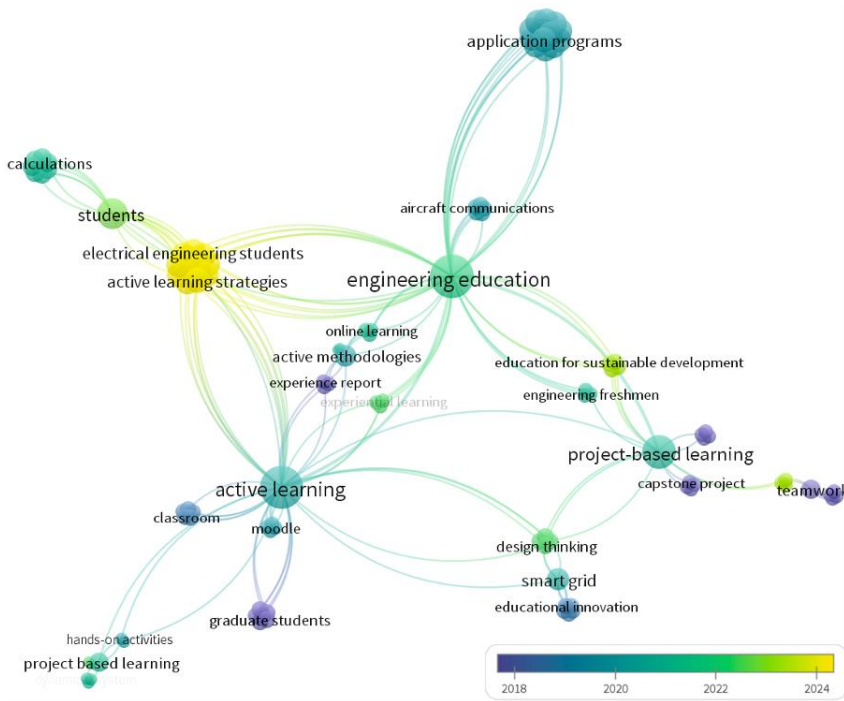 application programs
calculations
aircraft communications
students
electrical engineering students
active learning strategies
engineering education
online learning
active methodologies
education for sustainable development
experience report
engineering freshmen
experiential learning
project-based learning
capstone project
teamwork
active learning
classroom
moodle
design thinking
smart grid
educational innovation
graduate students
hands-on activities
project based learning
2018 2020 2022 2024